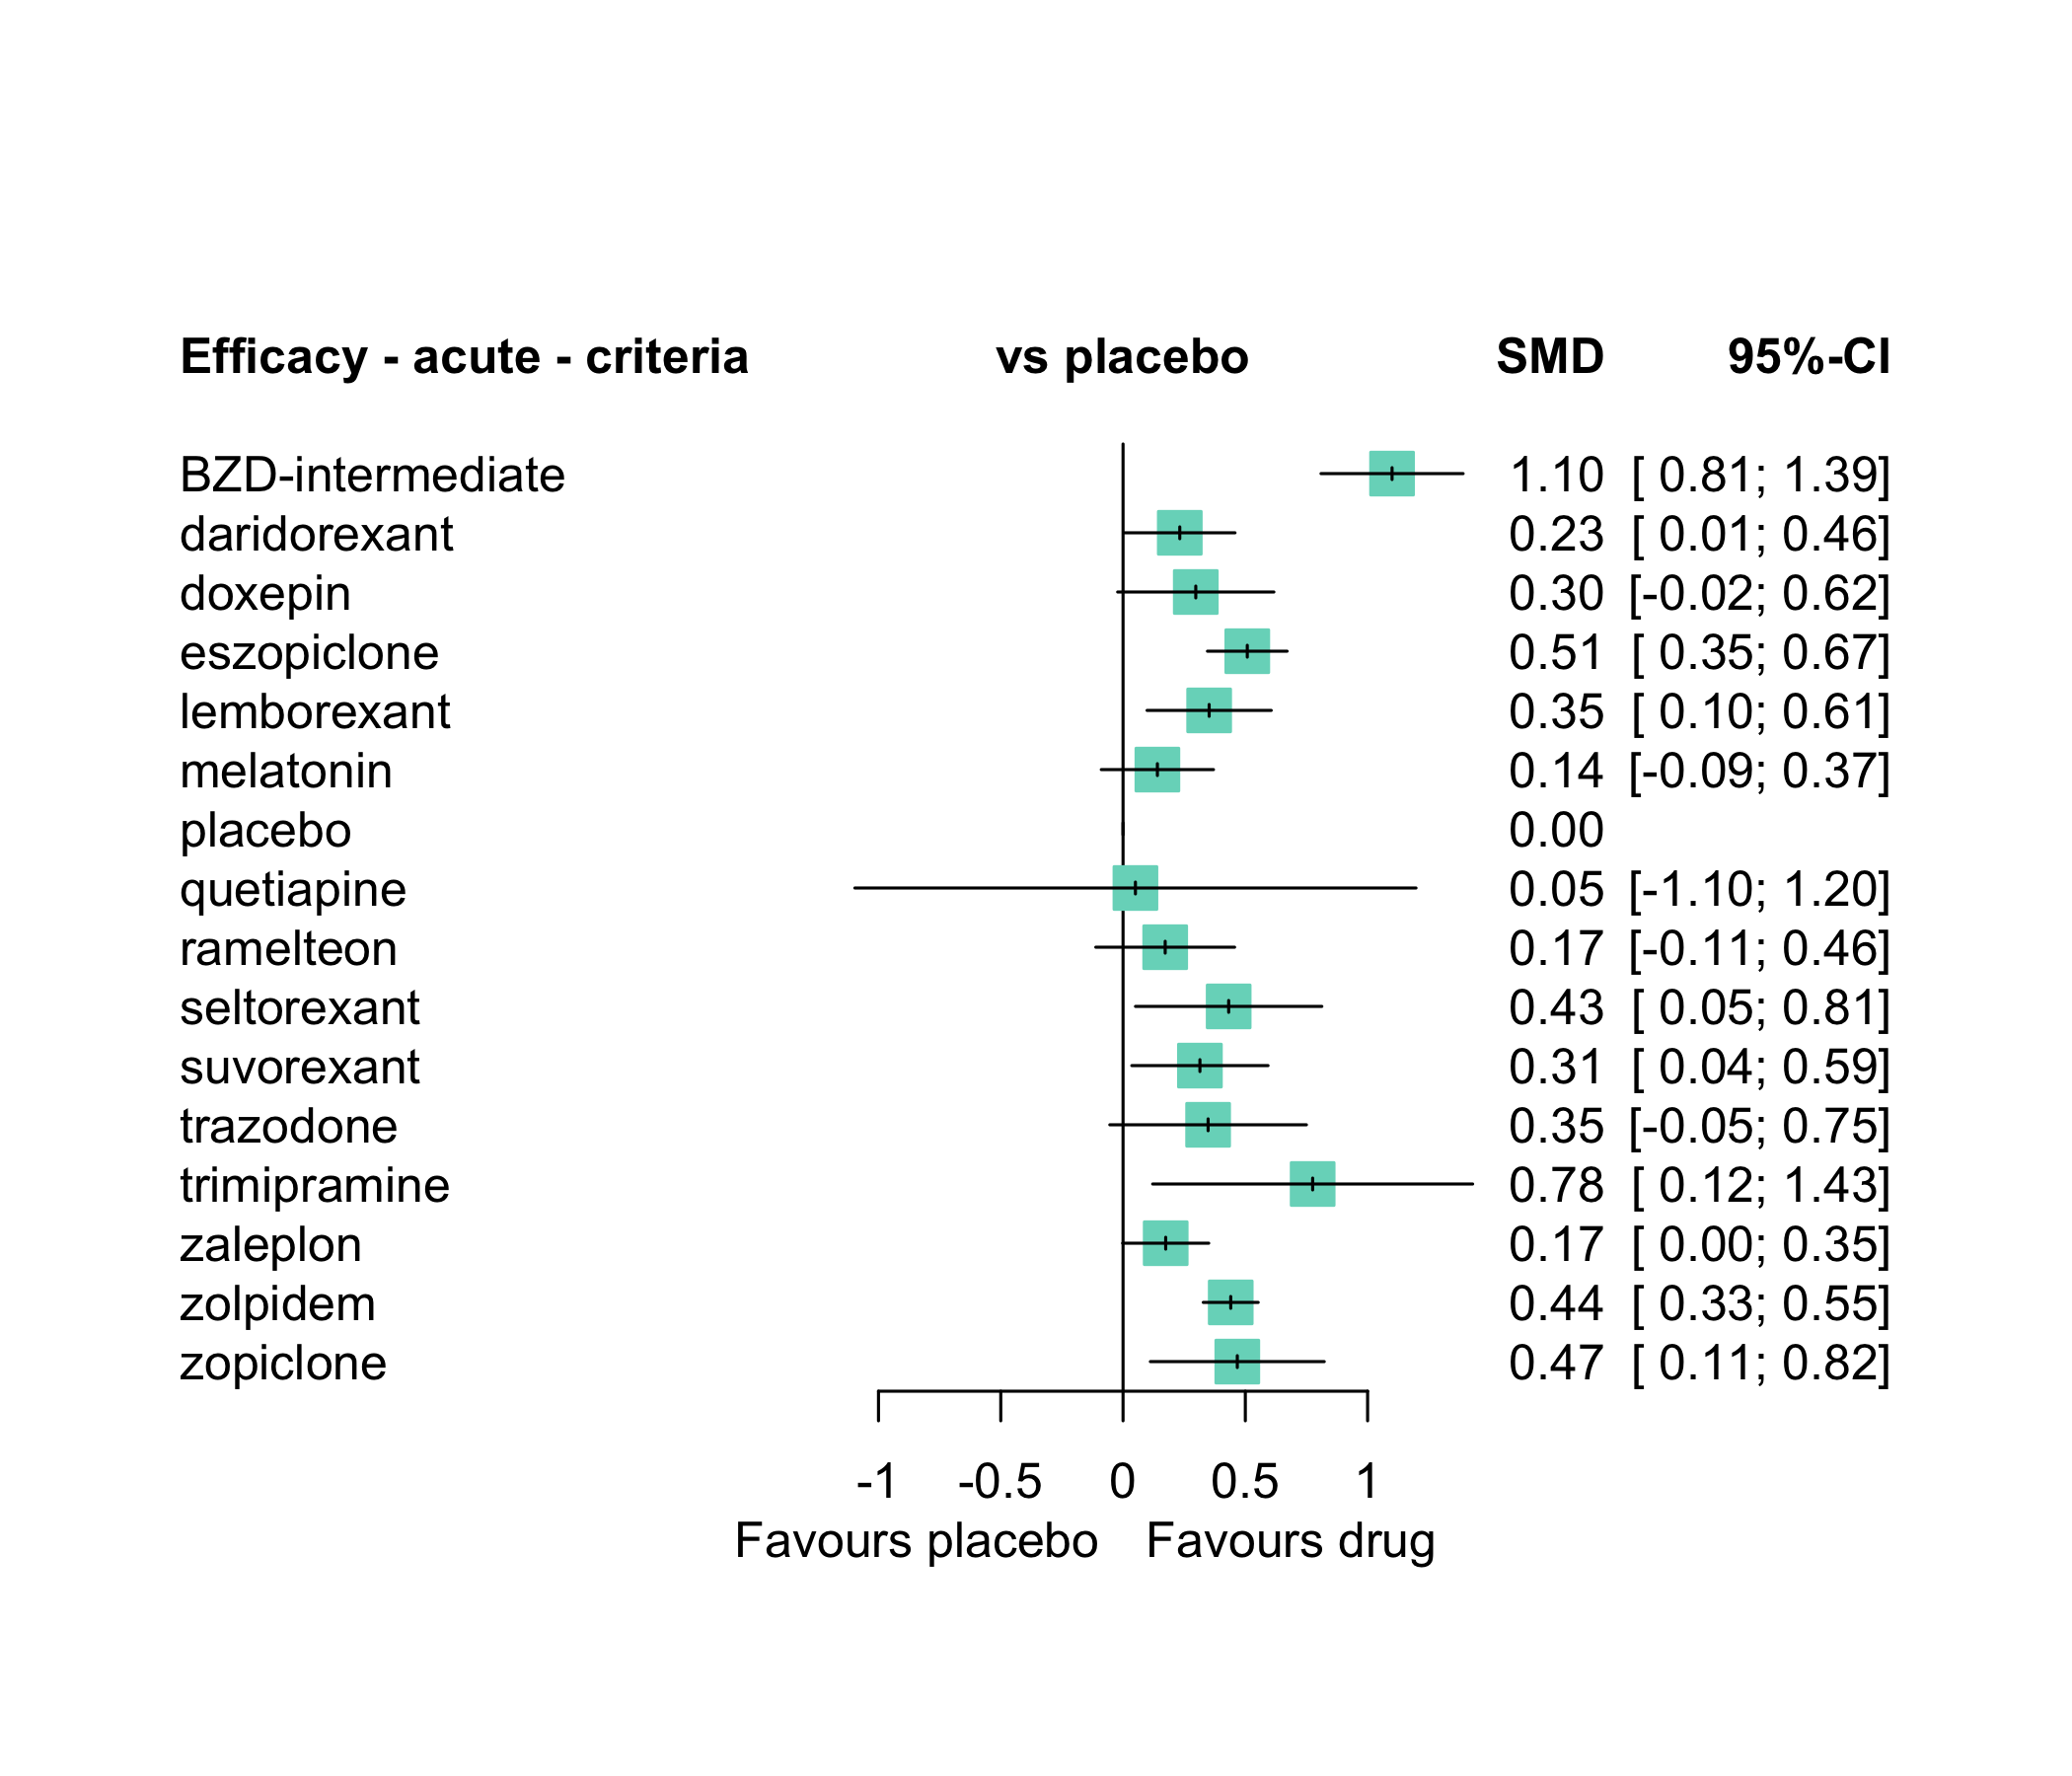 Efficacy - acute - criteria vs placebo SMD 95%-CI
BZD-intermediate 1.10 [ 0.81; 1.39]
daridorexant 0.23 [ 0.01; 0.46]
doxepin 0.30 [-0.02; 0.62]
eszopiclone 0.51 [ 0.35; 0.67]
lemborexant 0.35 [ 0.10; 0.61]
melatonin 0.14 [-0.09; 0.37]
placebo 0.00
quetiapine 0.05 [-1.10; 1.20]
ramelteon 0.17 [-0.11; 0.46]
seltorexant 0.43 [ 0.05; 0.81]
suvorexant 0.31 [ 0.04; 0.59]
trazodone 0.35 [-0.05; 0.75]
trimipramine 0.78 [ 0.12; 1.43]
zaleplon 0.17 [ 0.00; 0.35]
zolpidem 0.44 [ 0.33; 0.55]
zopiclone 0.47 [ 0.11; 0.82]
-1 -0.5 0 0.5 1
Favours placebo Favours drug